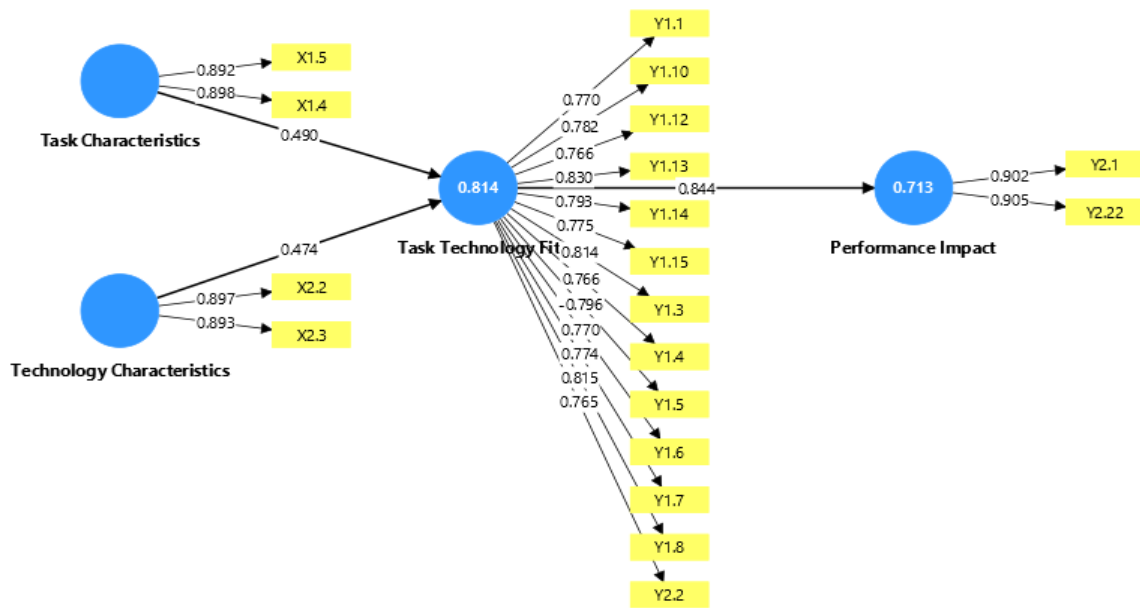 X1.5
0.892
X1.4
0.898
Task Characteristics
0.490
Technology Characteristics
0.474
X2.2
0.897
X2.3
0.893
0.814
Task Technology Fit
Y1.1
0.770
Y1.10
0.782
Y1.12
0.766
Y1.13
0.830
0.844
Y1.14
0.793
Y1.15
0.775
Y1.3
0.814
Y1.4
0.766
Y1.5
0.796
Y1.6
0.770
Y1.7
0.774
Y1.8
0.815
Y2.2
0.765
0.713
Performance Impact
Y2.1
0.902
Y2.22
0.905